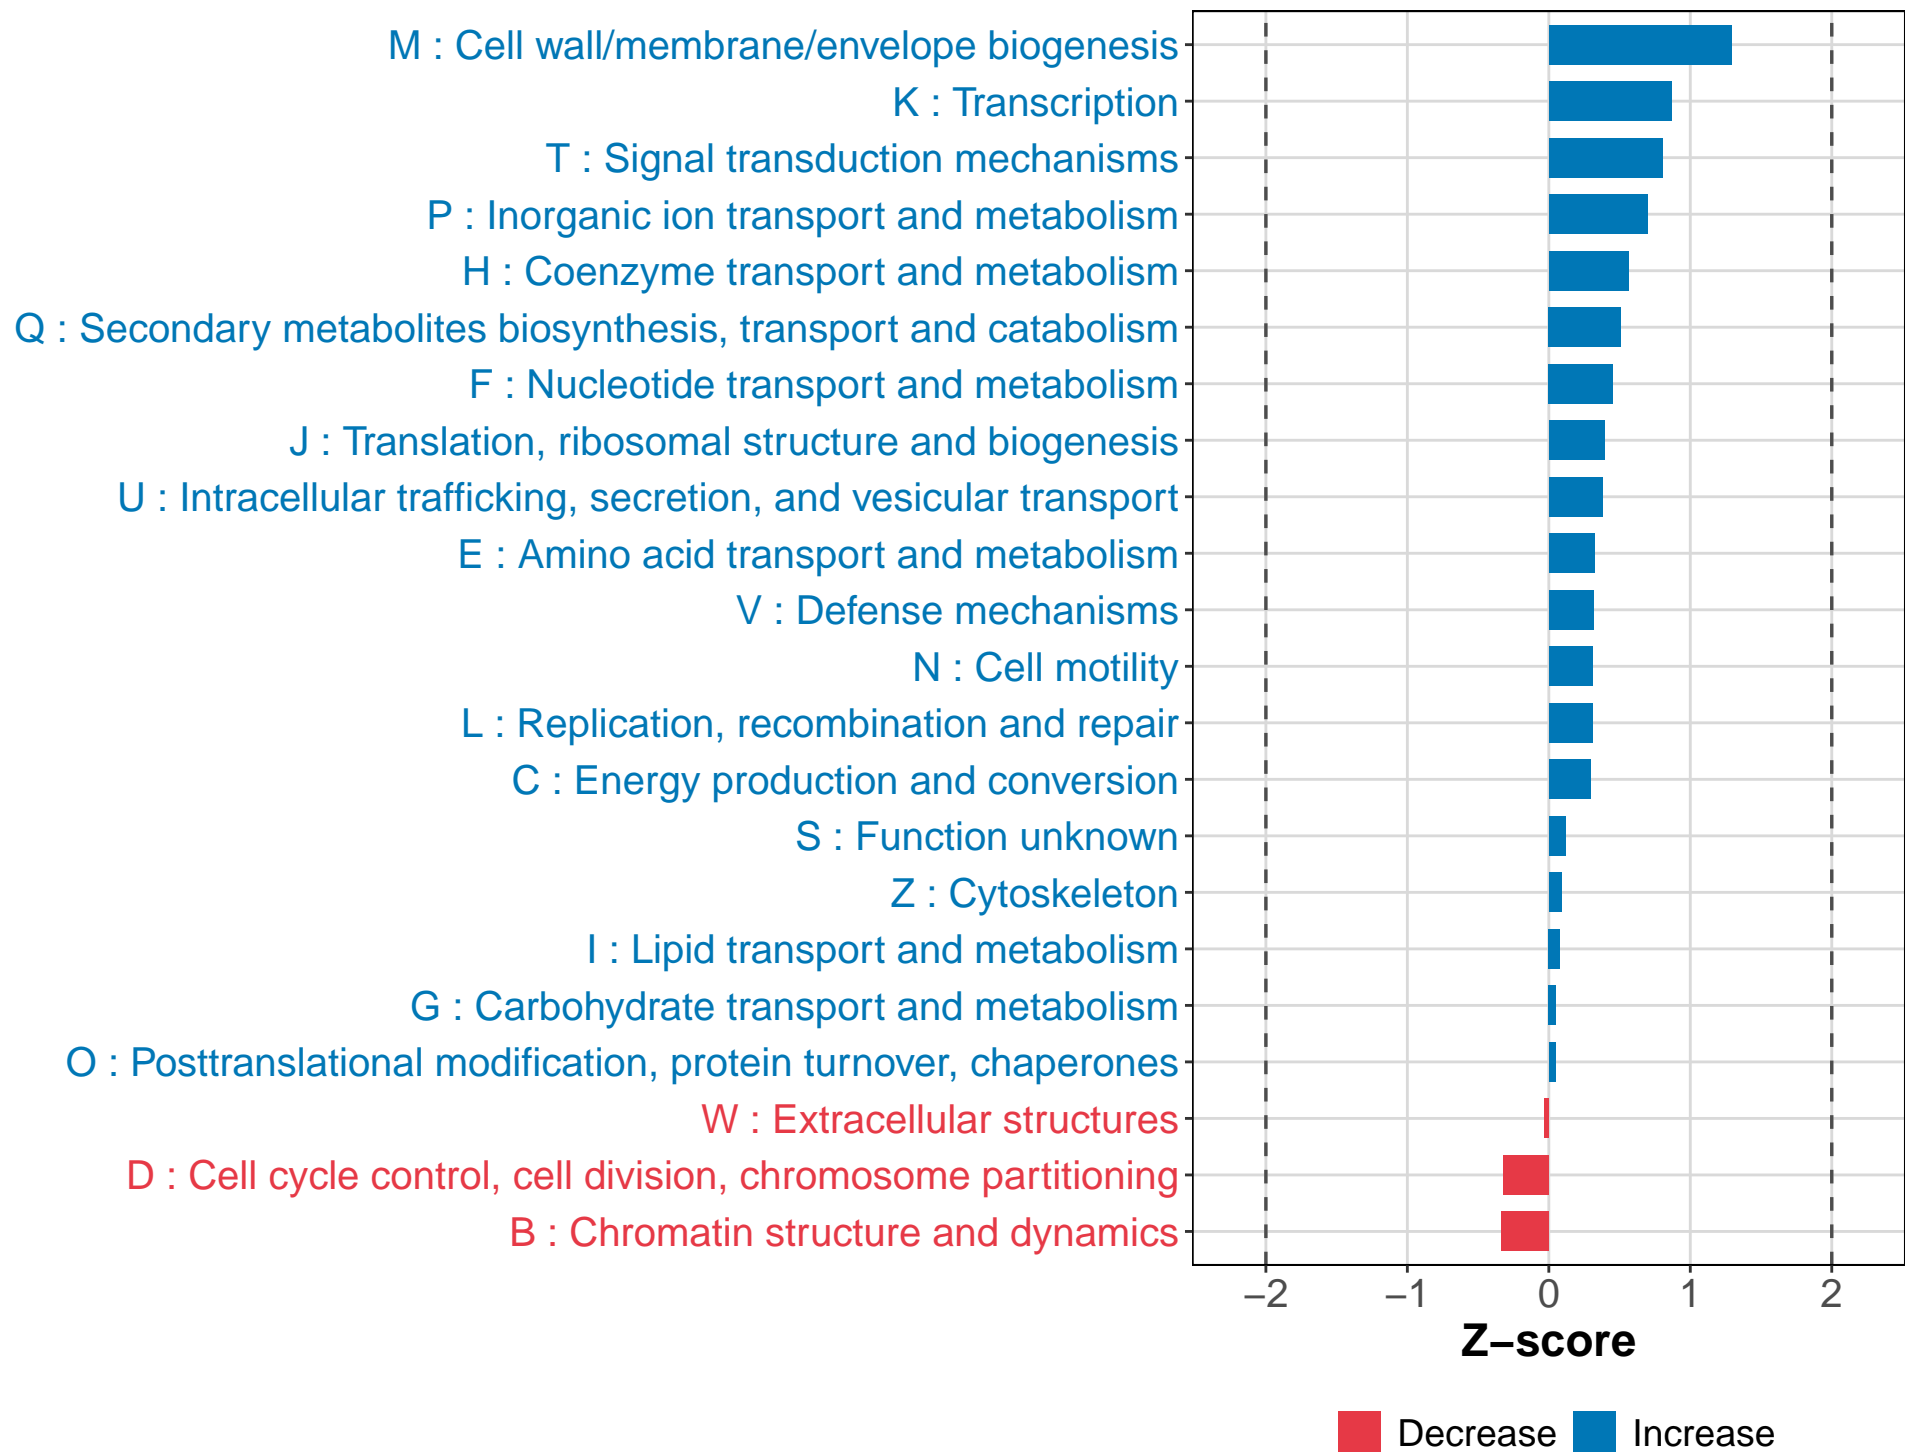 M : Cell wall/membrane/envelope biogenesis
K : Transcription
T : Signal transduction mechanisms
P : Inorganic ion transport and metabolism
H : Coenzyme transport and metabolism
Q : Secondary metabolites biosynthesis, transport and catabolism
F : Nucleotide transport and metabolism
J : Translation, ribosomal structure and biogenesis
U : Intracellular trafficking, secretion, and vesicular transport
E : Amino acid transport and metabolism
V : Defense mechanisms
N : Cell motility
L : Replication, recombination and repair
C : Energy production and conversion
S : Function unknown
Z : Cytoskeleton
I : Lipid transport and metabolism
G : Carbohydrate transport and metabolism
O : Posttranslational modification, protein turnover, chaperones
W : Extracellular structures
D : Cell cycle control, cell division, chromosome partitioning
B : Chromatin structure and dynamics
−2 −1 0 1 2
Z−score
Decrease Increase